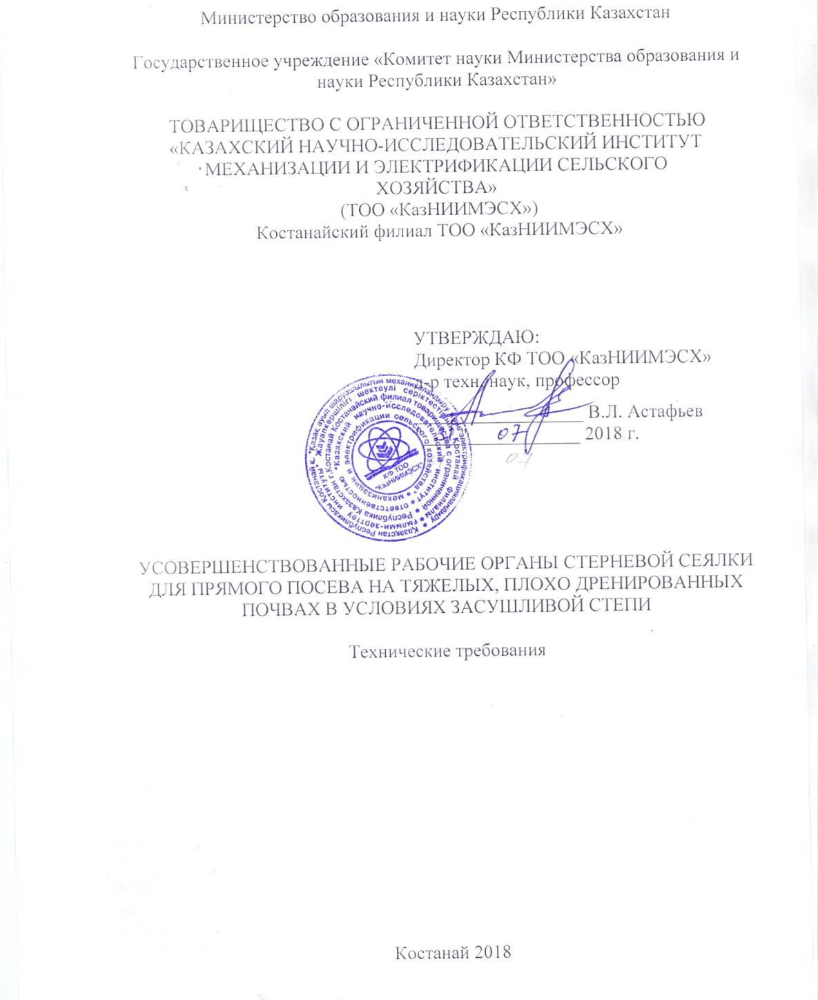 Министерство образования и науки Республики Казахстан
Государственное учреждение «Комитет науки Министерства образования и
науки Республики Казахстан»
ТОВАРИЩЕСТВО С ОГРАНИЧЕННОЙ ОТВЕТСТВЕННОСТЬЮ
«КАЗАХСКИЙ НАУЧНО-ИССЛЕДОВАТЕЛЬСКИЙ ИНСТИТУТ
МЕХАНИЗАЦИИ И ЭЛЕКТРИФИКАЦИИ СЕЛЬСКОГО
ХОЗЯЙСТВА»
(ТОО «КазНИИМЭСХ»)
Костанайский филиал ТОО «КазНИИМЭСХ»
УТВЕРЖДАЮ:
Директор КФ ТОО «КазНИИМЭСХ»
д-р техн. наук, профессор
В.Л. Астафьев
07 2018 г.
07
КФ ТОО
"КазНИИМЭСХ"
УСОВЕРШЕНСТВОВАННЫЕ РАБОЧИЕ ОРГАНЫ СТЕРНЕВОЙ СЕЯЛКИ
ДЛЯ ПРЯМОГО ПОСЕВА НА ТЯЖЕЛЫХ, ПЛОХО ДРЕНИРОВАННЫХ
ПОЧВАХ В УСЛОВИЯХ ЗАСУШЛИВОЙ СТЕПИ
Технические требования
Костанай 2018